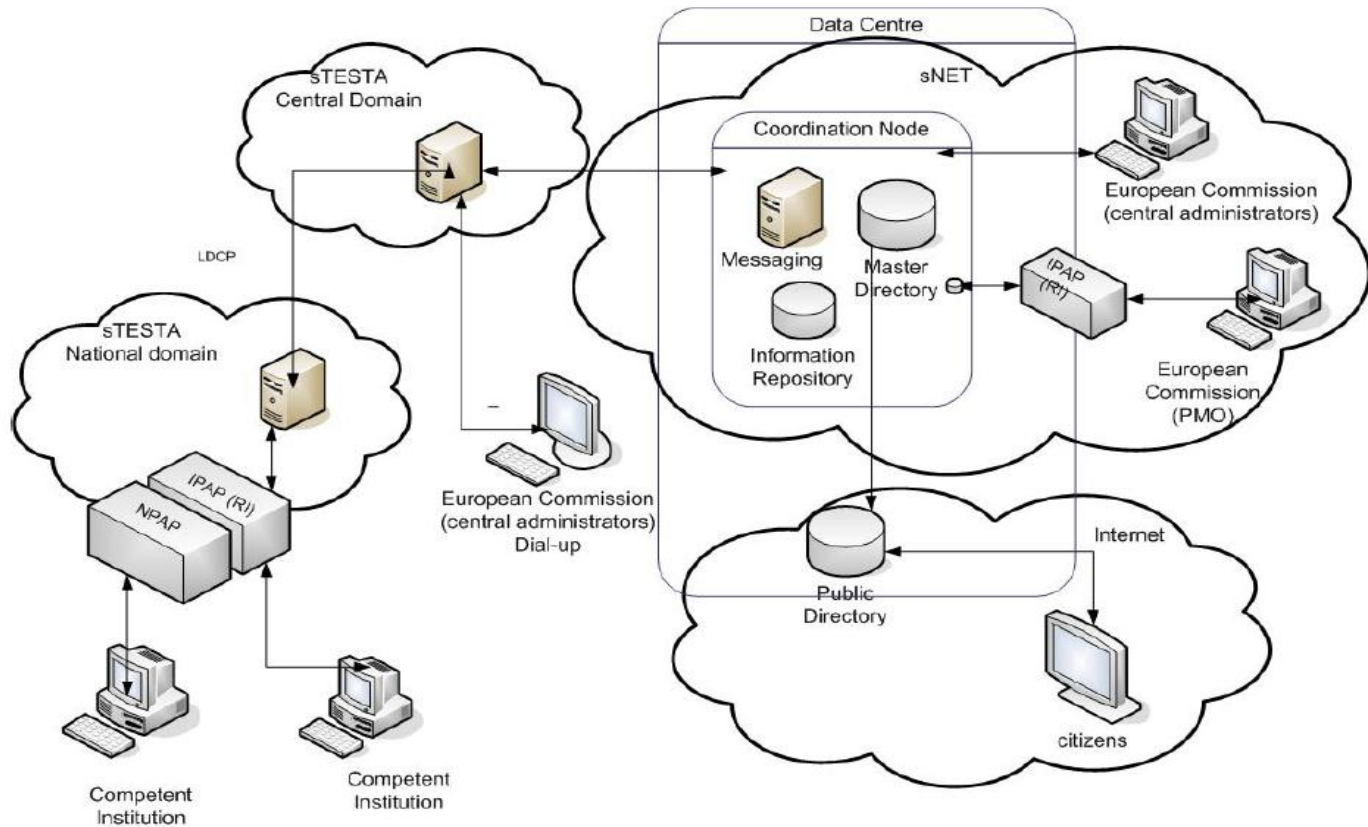 Data Centre
sTESTA
Central Domain
sNET
Coordination Node
European Commission
(central administrators)
Messaging
Master
Directory
IPAP
(RI)
LDCP
Information
Repository
European
Commission
(PMO)
sTESTA
National domain
European Commission
(central administrators)
Dial-up
IPAP (RI)
NPAP
Internet
Public
Directory
citizens
Competent
Institution
Competent
Institution